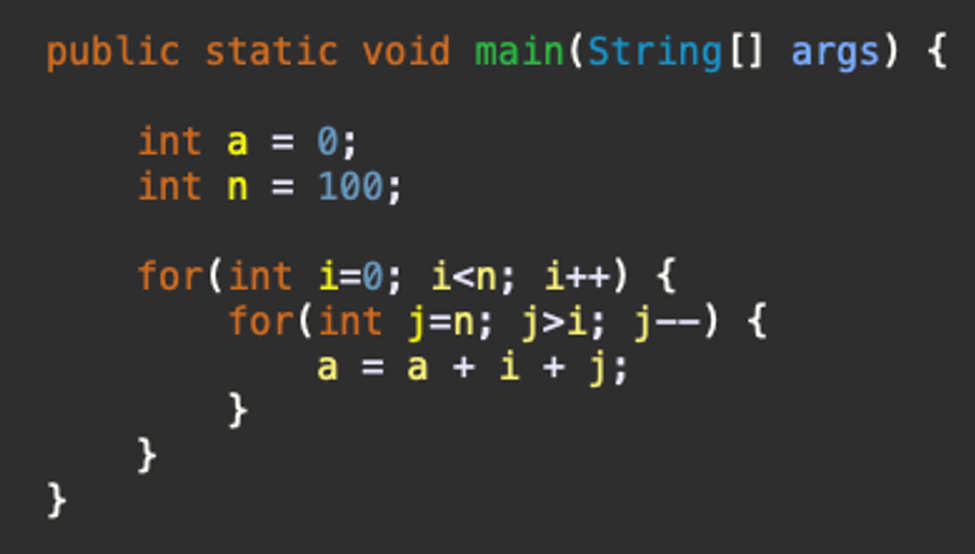 public static void main(String[] args) {
int a = 0;
int n = 100;
for(int i=0; i<n; i++) {
for(int j=n; j>i; j--) {
a = a + i + j;
}
}
}